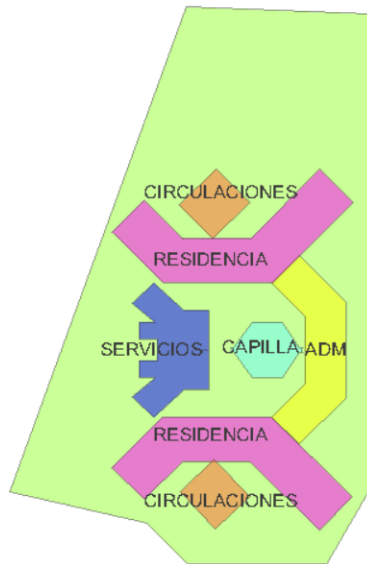 CIRCULACIONES
RESIDENCIA
SERVICIOS
CAPILLA
ADM
RESIDENCIA
CIRCULACIONES